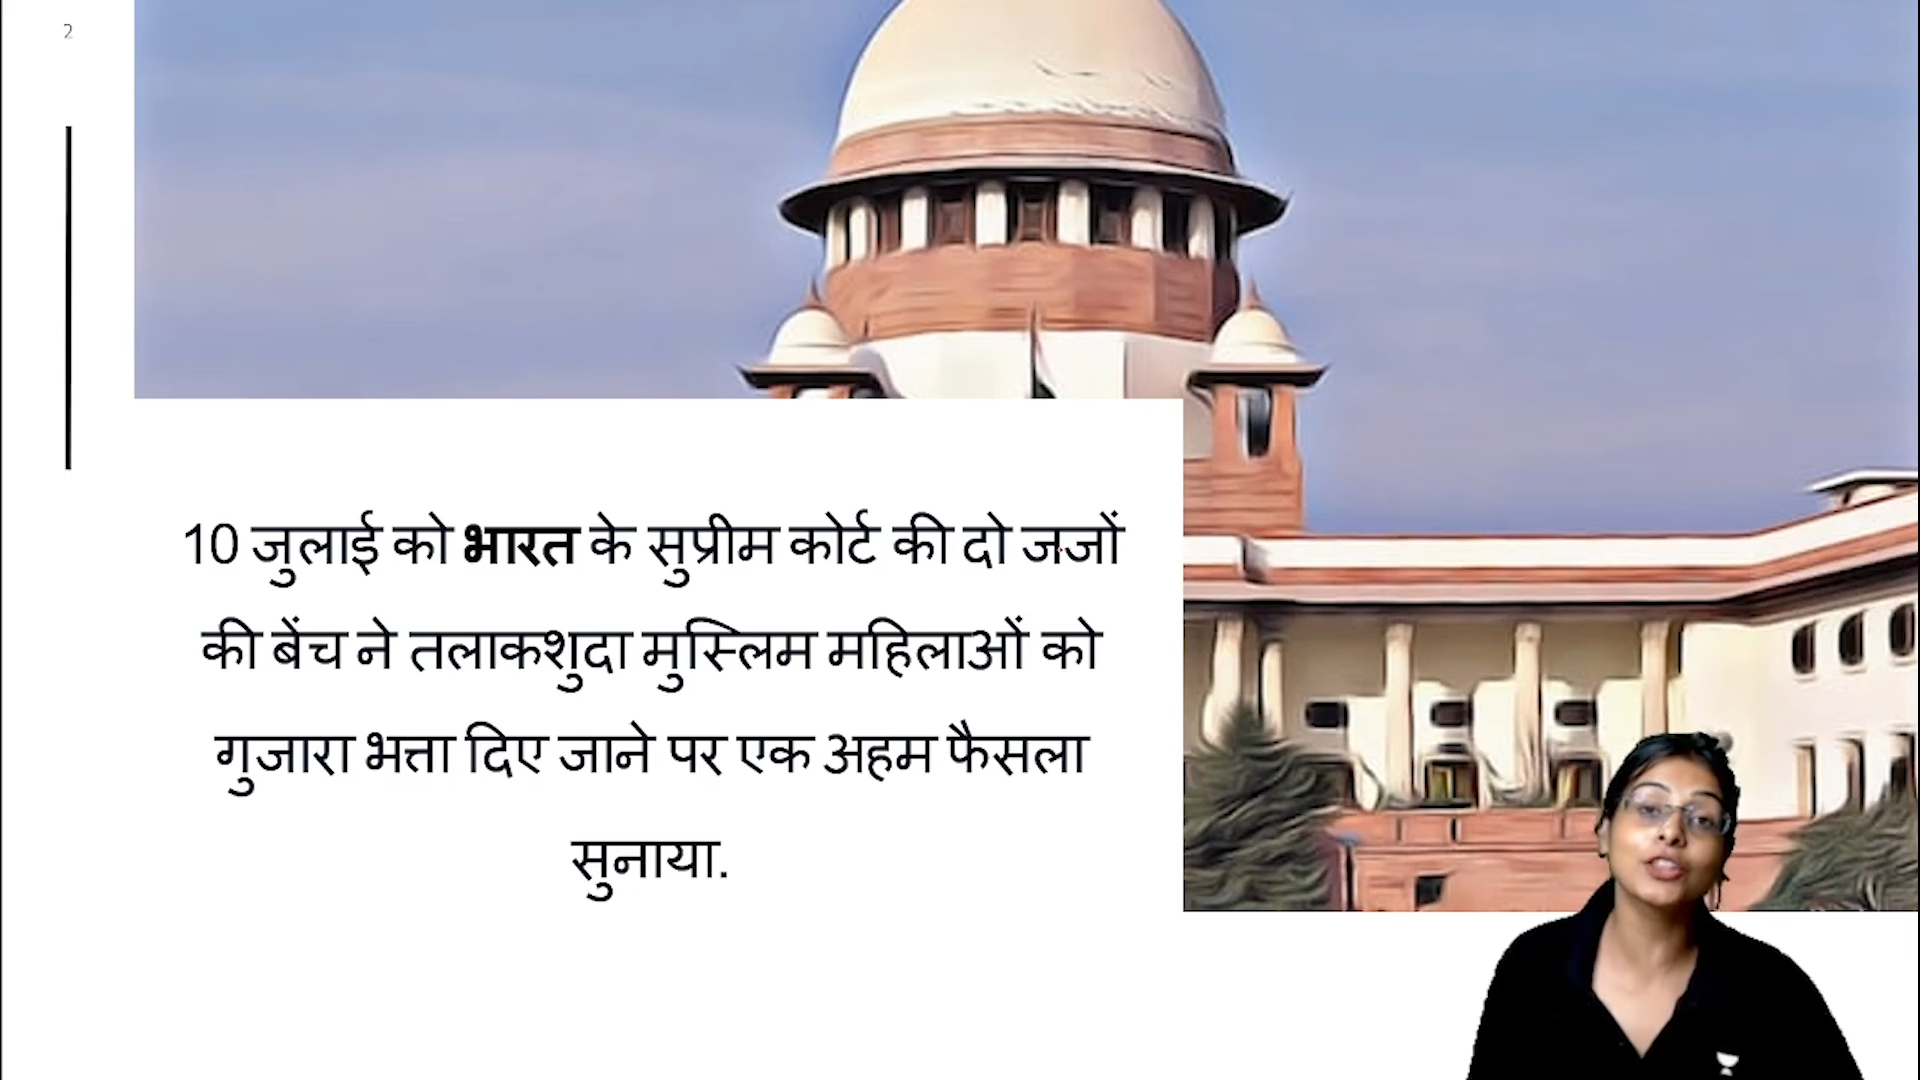 2
10 जुलाई को भारत के सुप्रीम कोर्ट की दो जजों
की बेंच ने तलाकशुदा मुस्लिम महिलाओं को
गुजारा भत्ता दिए जाने पर एक अहम फैसला
सुनाया.